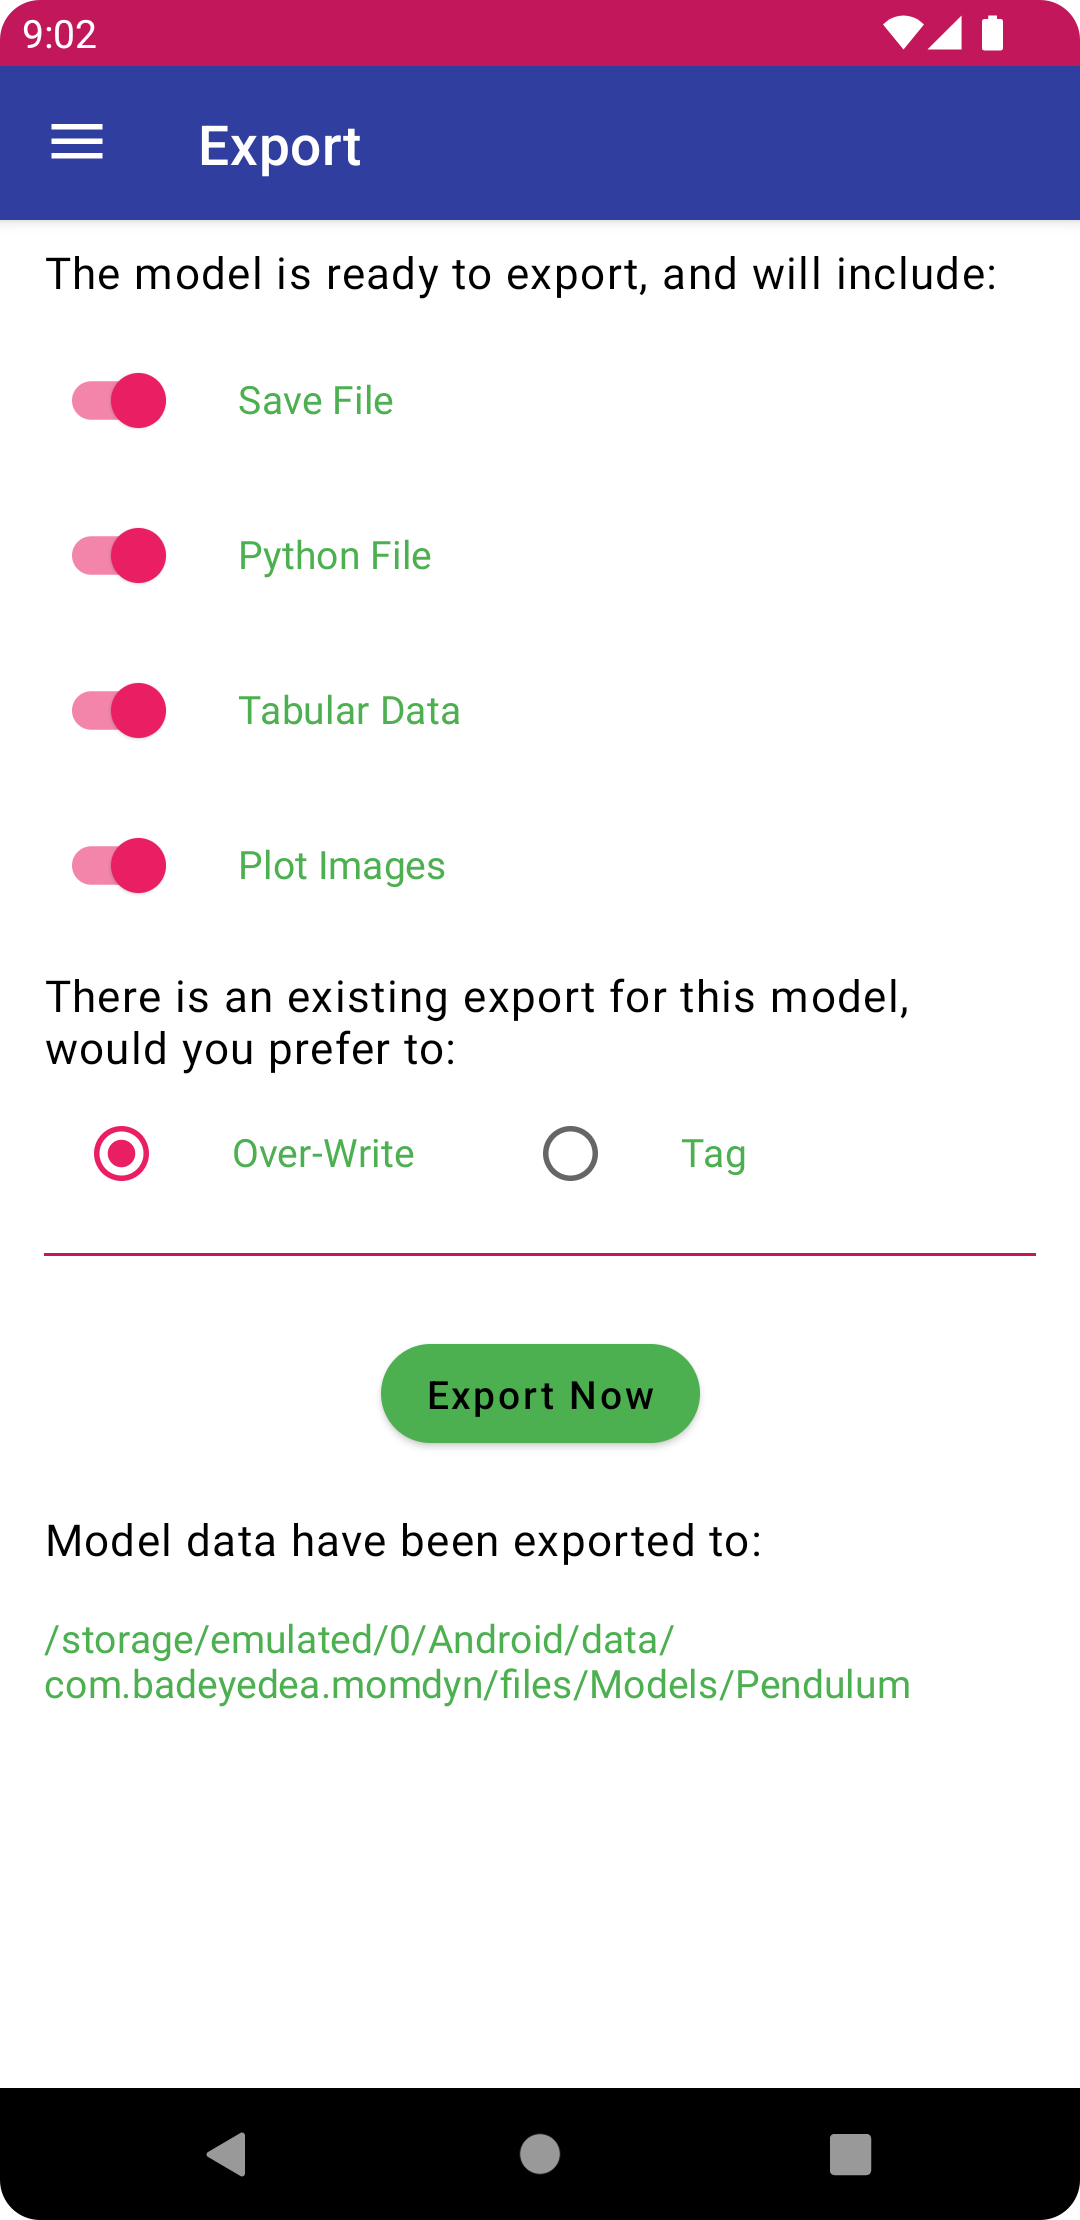 9:02
Export
The model is ready to export, and will include:
Save File
Python File
Tabular Data
Plot Images
There is an existing export for this model,
would you prefer to:
Over-Write
Tag
Export Now
Model data have been exported to:
/storage/emulated/0/Android/data/
com.badeyedea.momdyn/files/Models/Pendulum